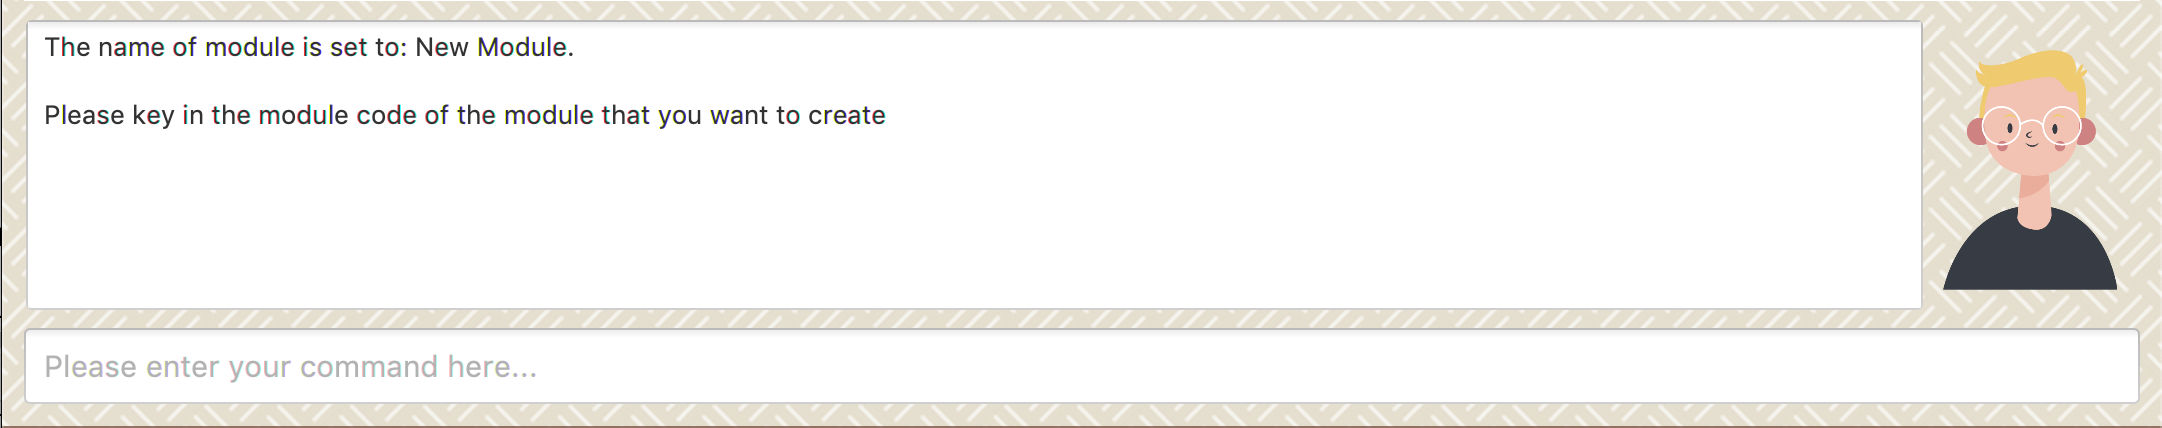 The name of module is set to: New Module.
Please key in the module code of the module that you want to create
Please enter your command here...